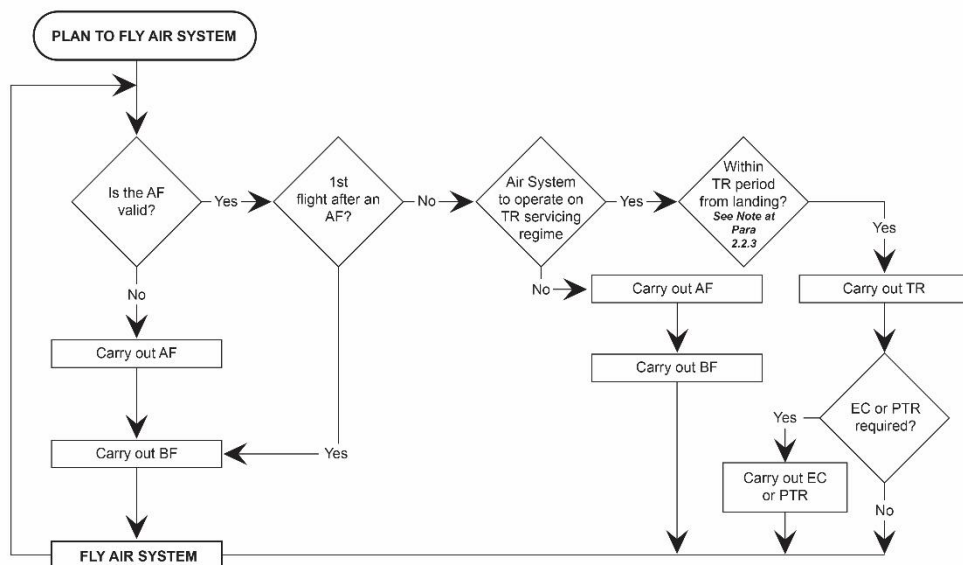 PLAN TO FLY AIR SYSTEM
Is the AF
valid?
Yes
1st
flight after an
AF?
No
Air System
to operate on
TR servicing
regime
Yes
Within
TR period
from landing?
See Note at
Para
2.2.3
Yes
No
No
Carry out AF
Carry out TR
Carry out AF
Carry out BF
EC or PTR
required?
Yes
Carry out BF
Yes
Carry out EC
or PTR
No
FLY AIR SYSTEM